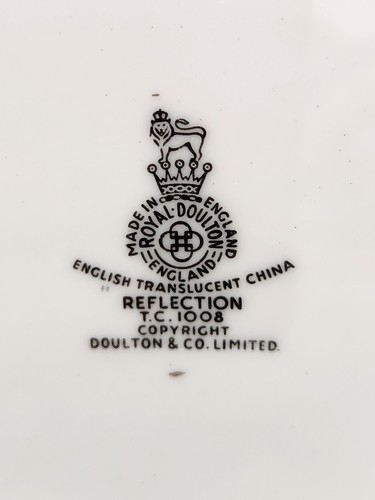 MADE IN ENGLAND
ROYAL·DOULTON
ENGLAND
ENGLISH TRANSLUCENT CHINA
REFLECTION
T.C. 1008
COPYRIGHT
DOULTON & CO. LIMITED.